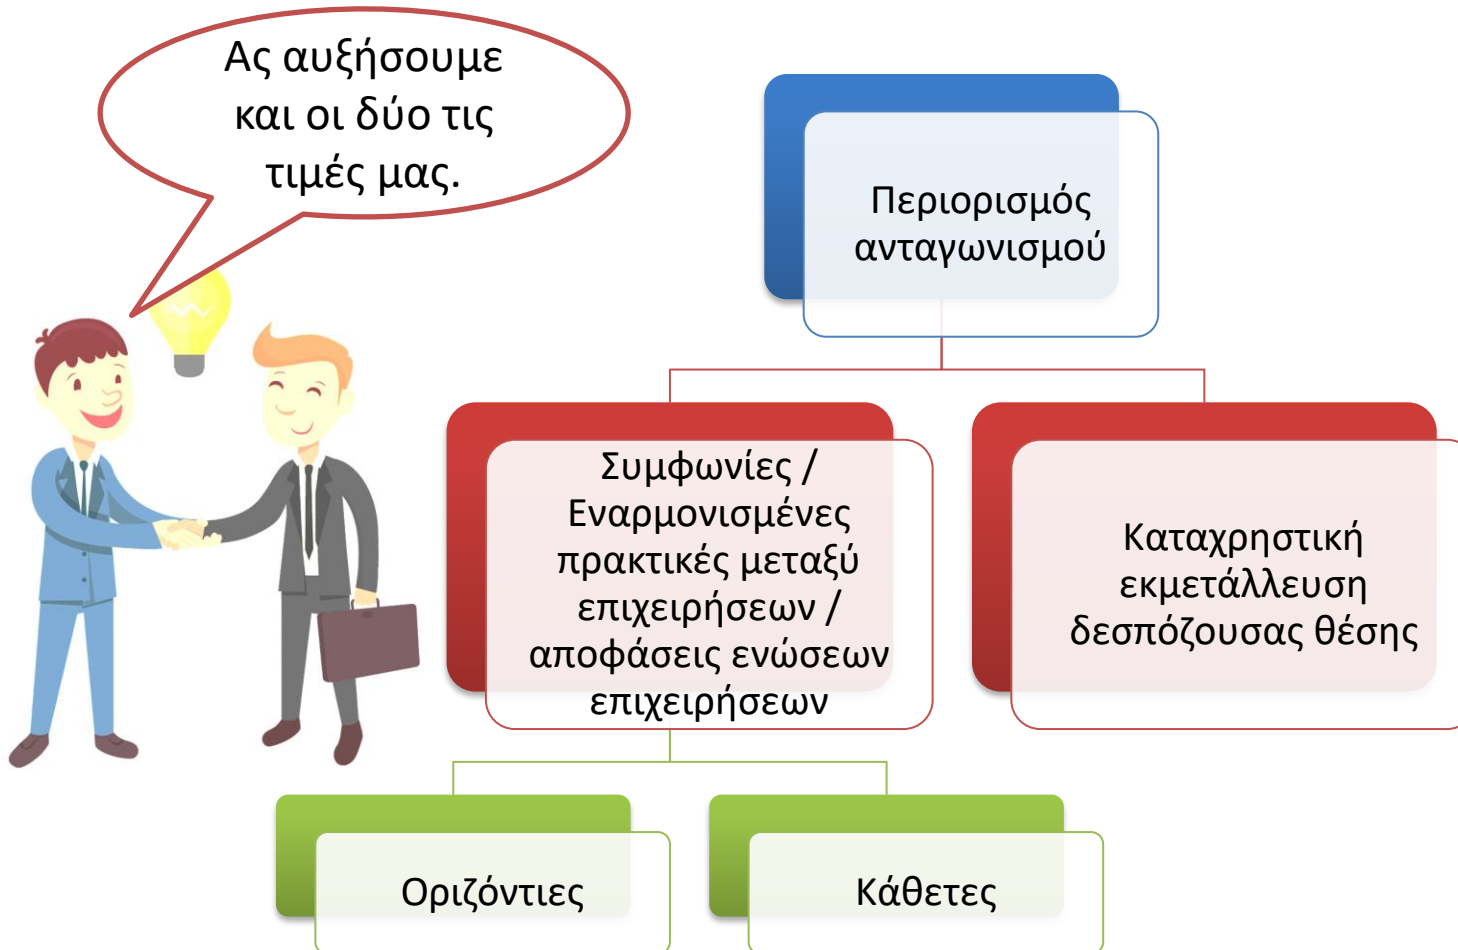 Ας αυξήσουμε
και οι δύο τις
τιμές μας.
Περιορισμός
ανταγωνισμού
Συμφωνίες /
Εναρμονισμένες
πρακτικές μεταξύ
επιχειρήσεων /
αποφάσεις ενώσεων
επιχειρήσεων
Καταχρηστική
εκμετάλλευση
δεσπόζουσας θέσης
Οριζόντιες
Κάθετες